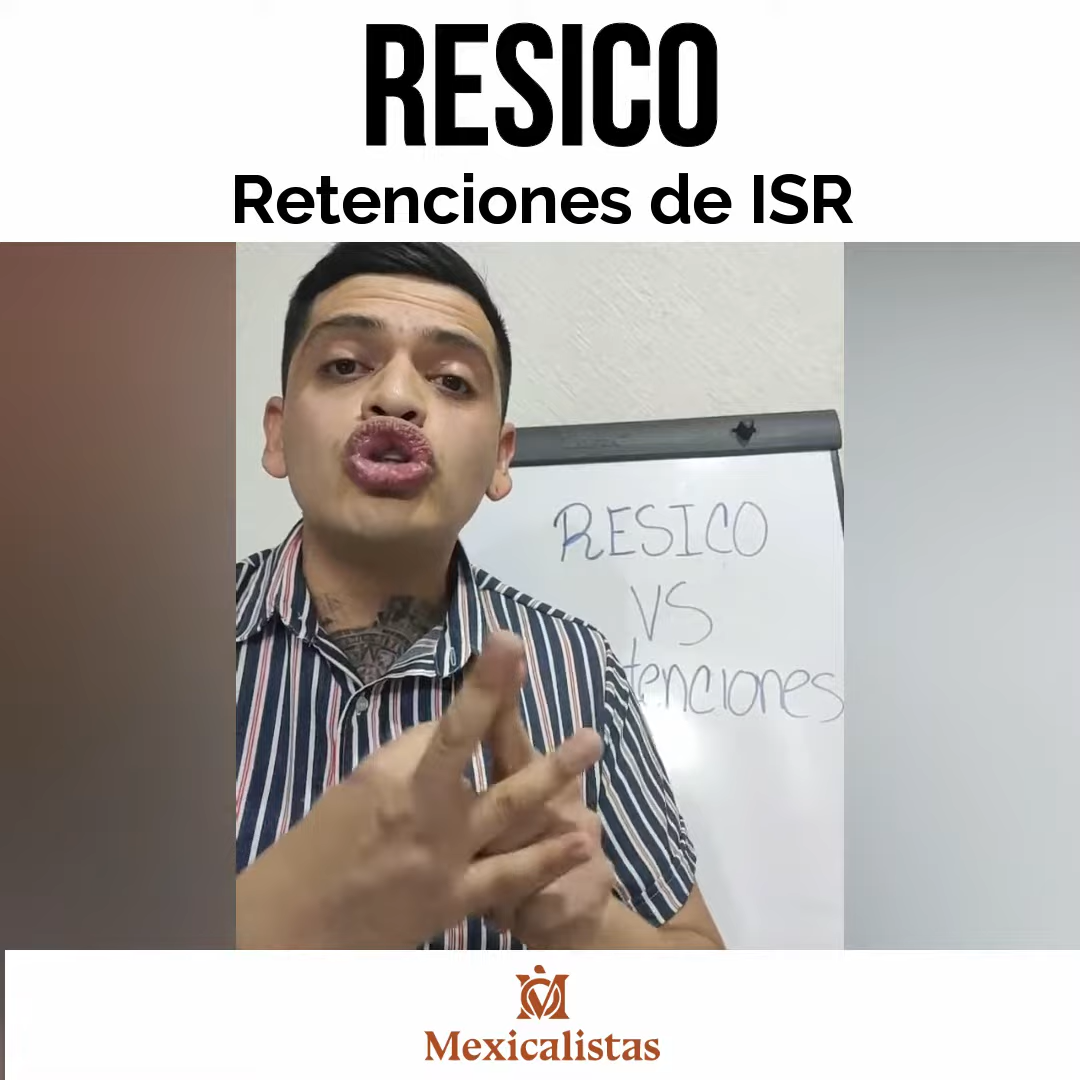 RESICO
Retenciones de ISR
RESICO
VS
tenciones
Mexicalistas